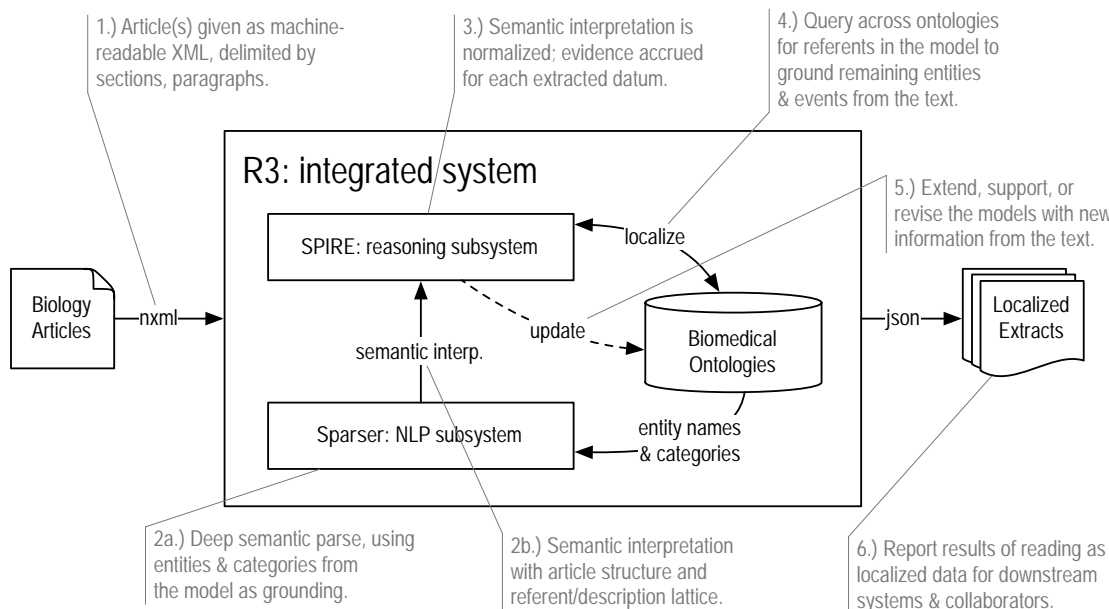 1.) Article(s) given as machine-
readable XML, delimited by
sections, paragraphs.
3.) Semantic interpretation is
normalized; evidence accrued
for each extracted datum.
4.) Query across ontologies
for referents in the model to
ground remaining entities
& events from the text.
R3: integrated system
5.) Extend, support, or
revise the models with new
information from the text.
SPIRE: reasoning subsystem
localize
Biology
Articles
nxml
update
semantic interp.
Biomedical
Ontologies
json
Localized
Extracts
Sparser: NLP subsystem
entity names
& categories
2a.) Deep semantic parse, using
entities & categories from
the model as grounding.
2b.) Semantic interpretation
with article structure and
referent/description lattice.
6.) Report results of reading as
localized data for downstream
systems & collaborators.